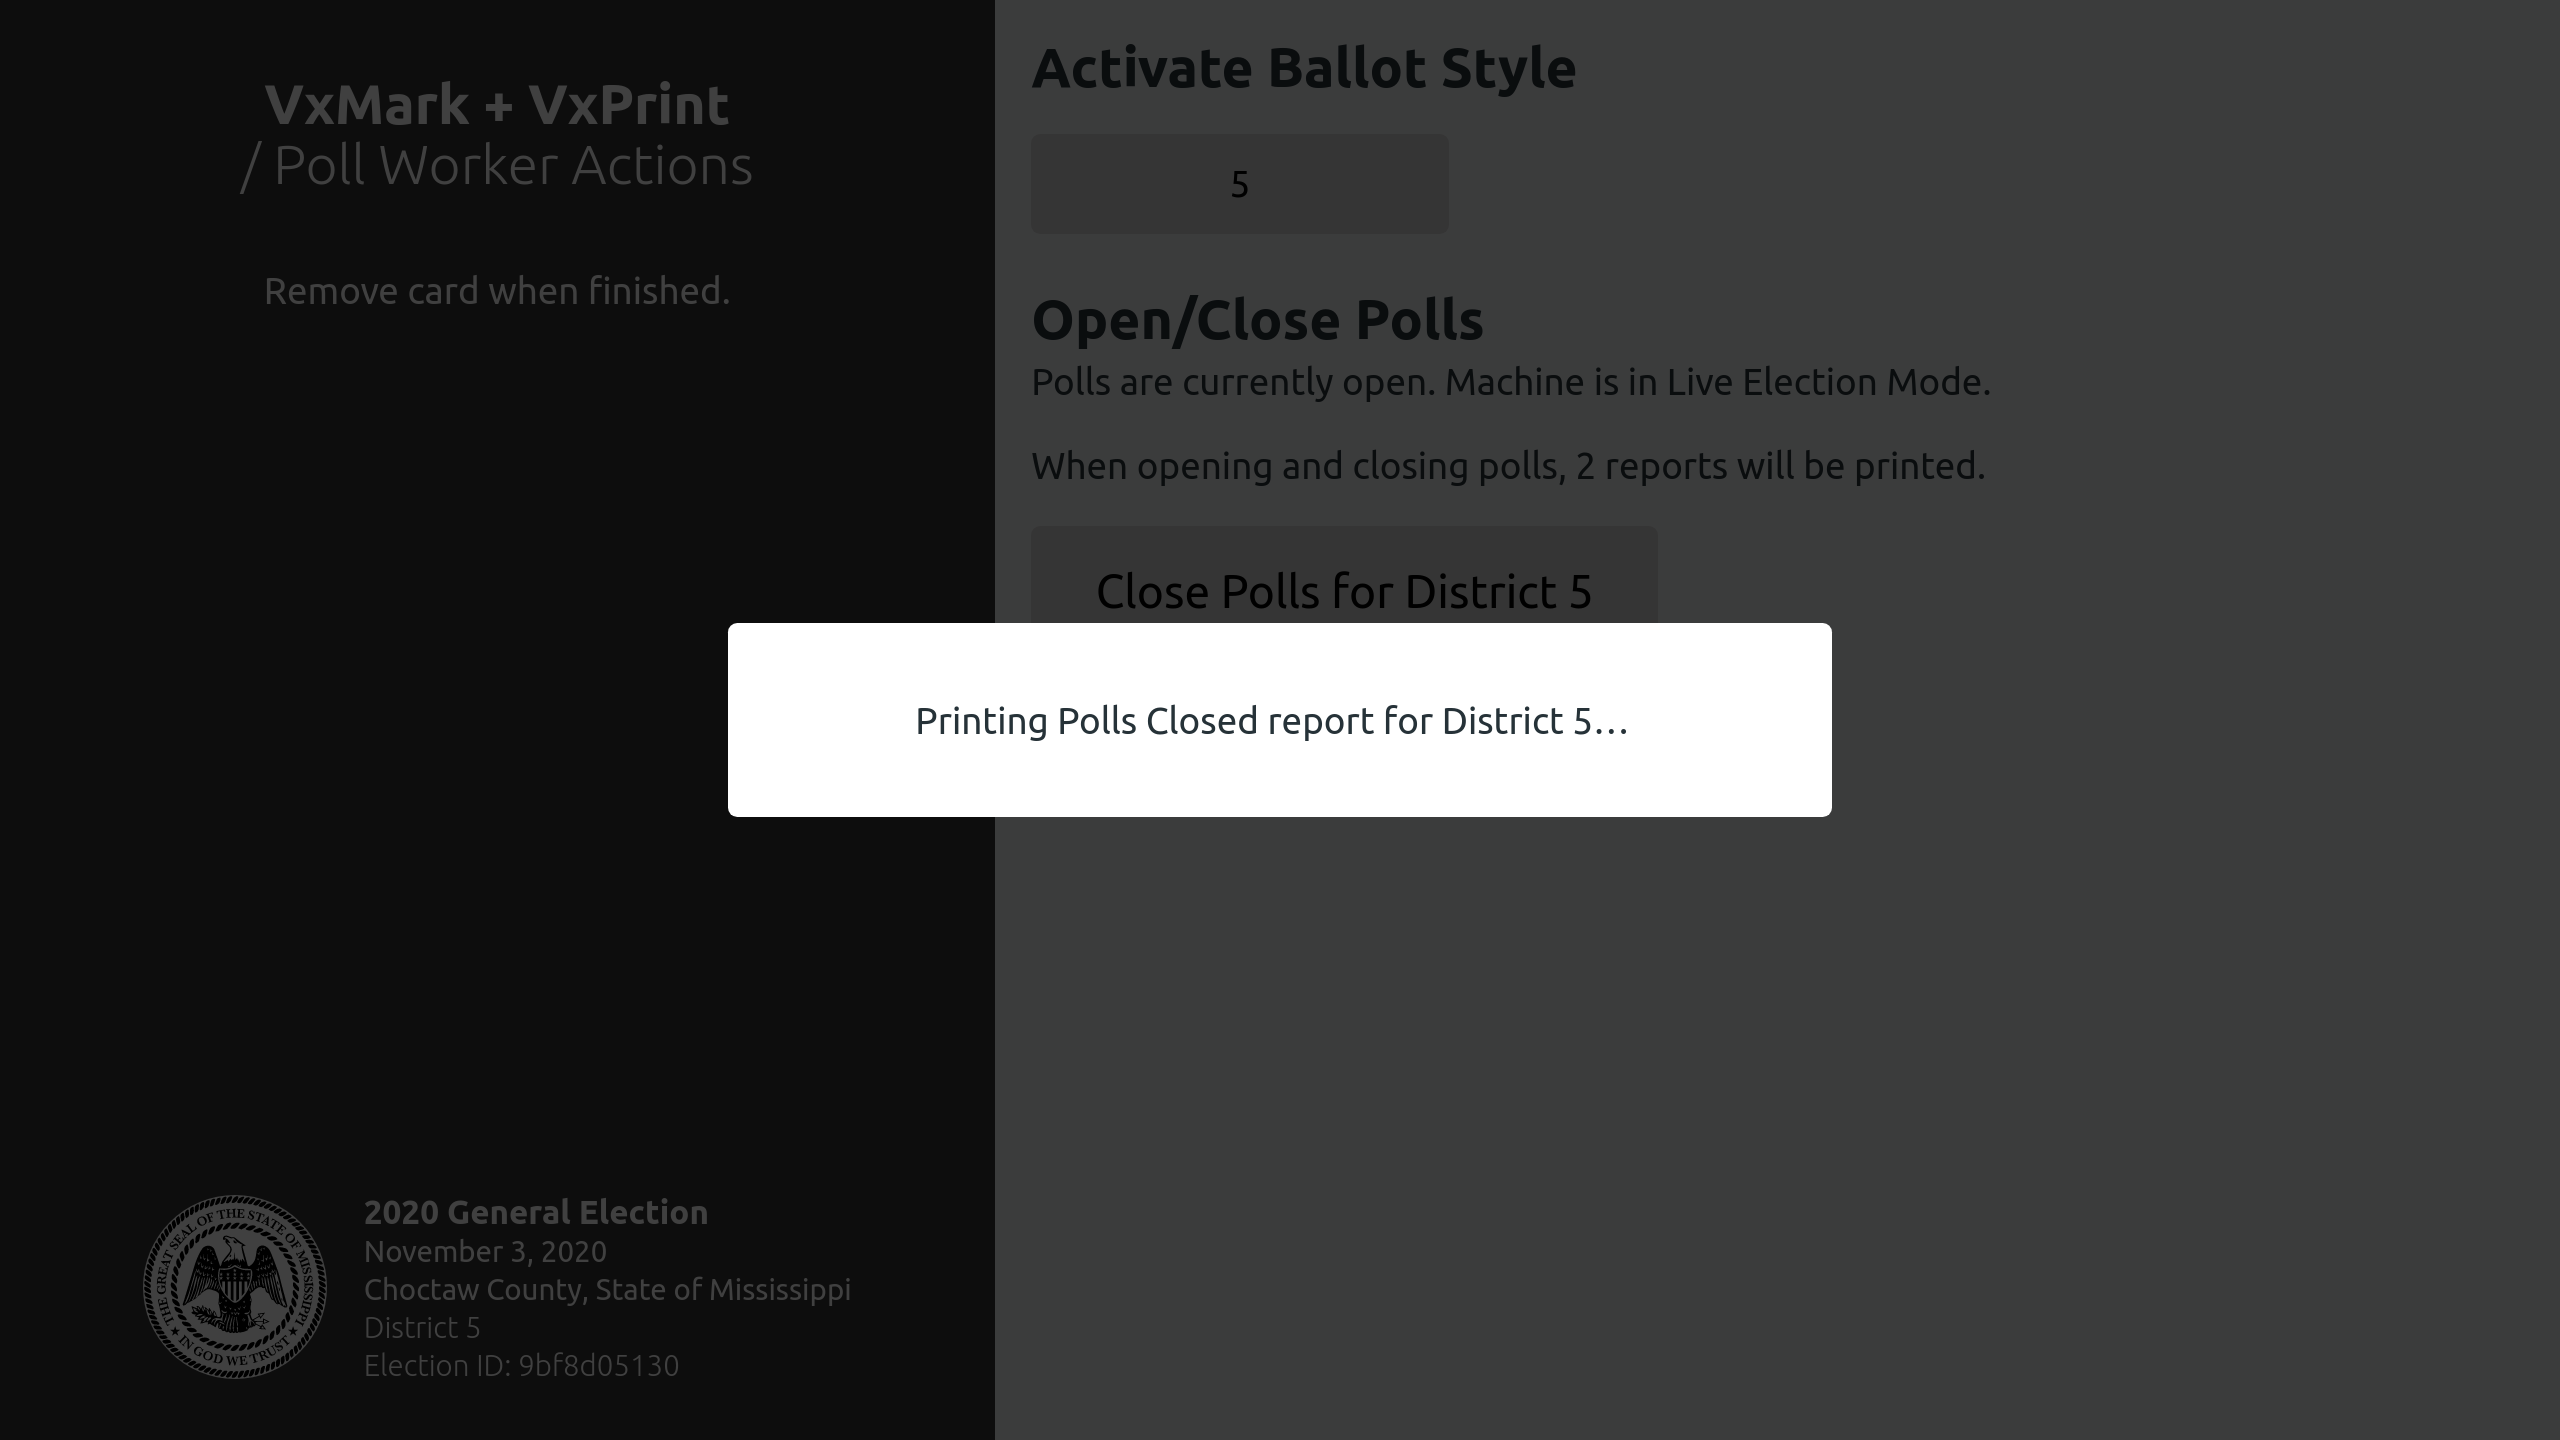 VxMark + VxPrint
/ Poll Worker Actions
Remove card when finished.
Activate Ballot Style
5
Open/Close Polls
Polls are currently open. Machine is in Live Election Mode.
When opening and closing polls, 2 reports will be printed.
Close Polls for District 5
Printing Polls Closed report for District 5…
THE GREAT SEAL OF THE STATE OF MISSISSIPPI
★ IN GOD WE TRUST ★
2020 General Election
November 3, 2020
Choctaw County, State of Mississippi
District 5
Election ID: 9bf8d05130